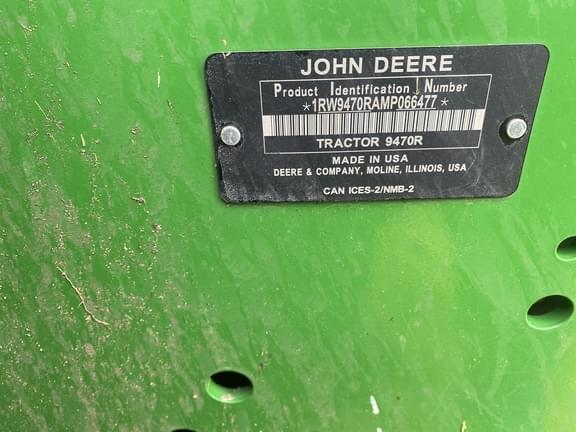 JOHN DEERE
Product Identification Number
*1RW9470RAMP066477*
TRACTOR 9470R
MADE IN USA
DEERE & COMPANY, MOLINE, ILLINOIS, USA
CAN ICES-2/NMB-2